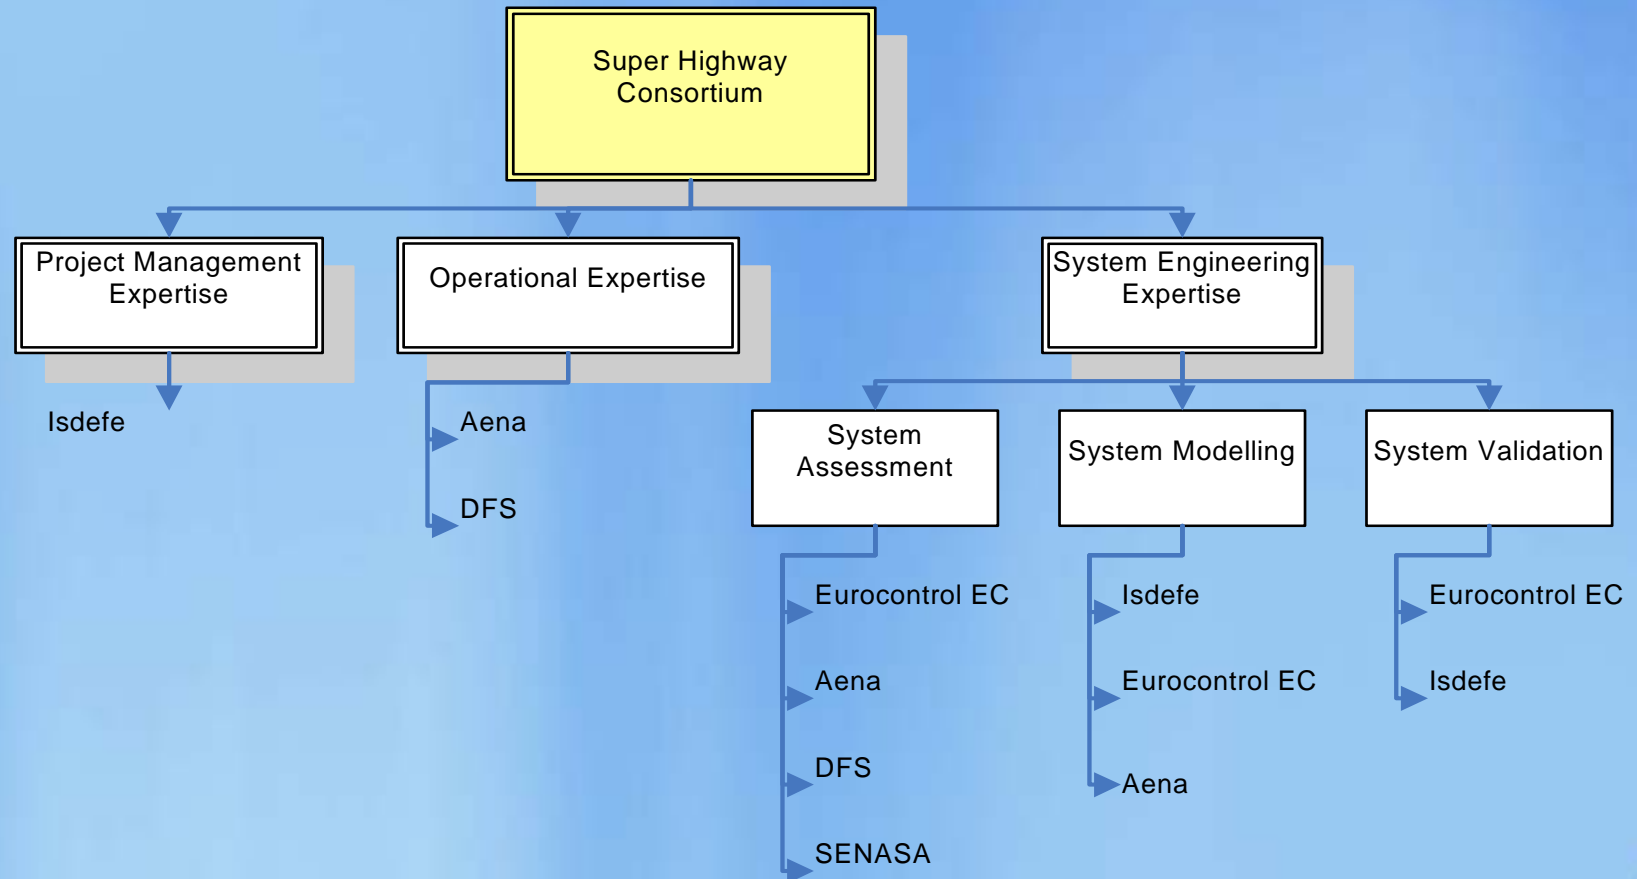 Super Highway
Consortium
Project Management
Expertise
Operational Expertise
System Engineering
Expertise
Isdefe
Aena
DFS
System
Assessment
System Modelling
System Validation
Eurocontrol EC
Aena
DFS
SENASA
Isdefe
Eurocontrol EC
Aena
Eurocontrol EC
Isdefe